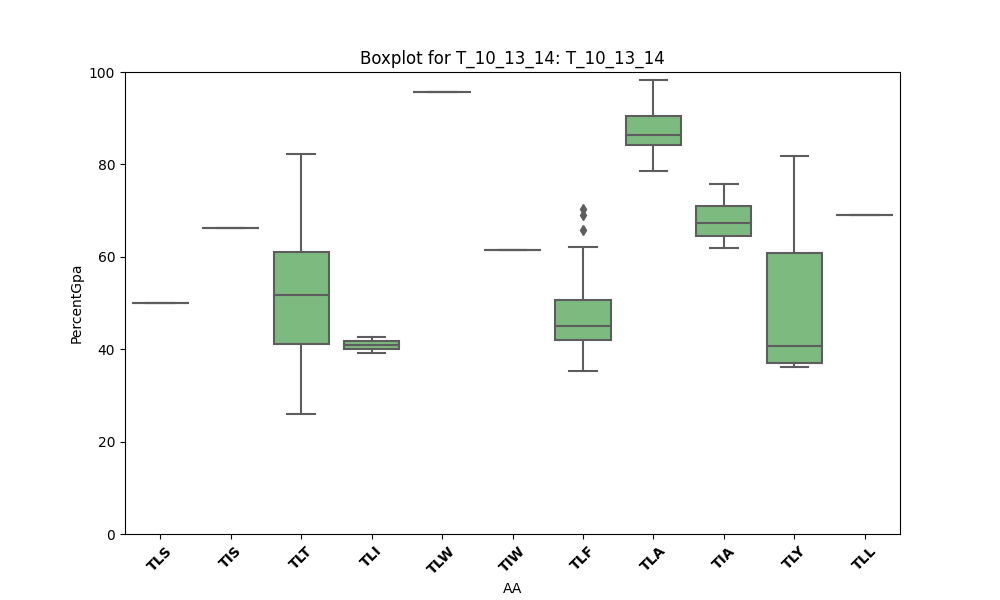 Boxplot for T_10_13_14: T_10_13_14
100
80
60
40
20
0
PercentGpa
TLS TIS TLT TLI TLW TIW TLF TLA TIA TLY TLL
AA